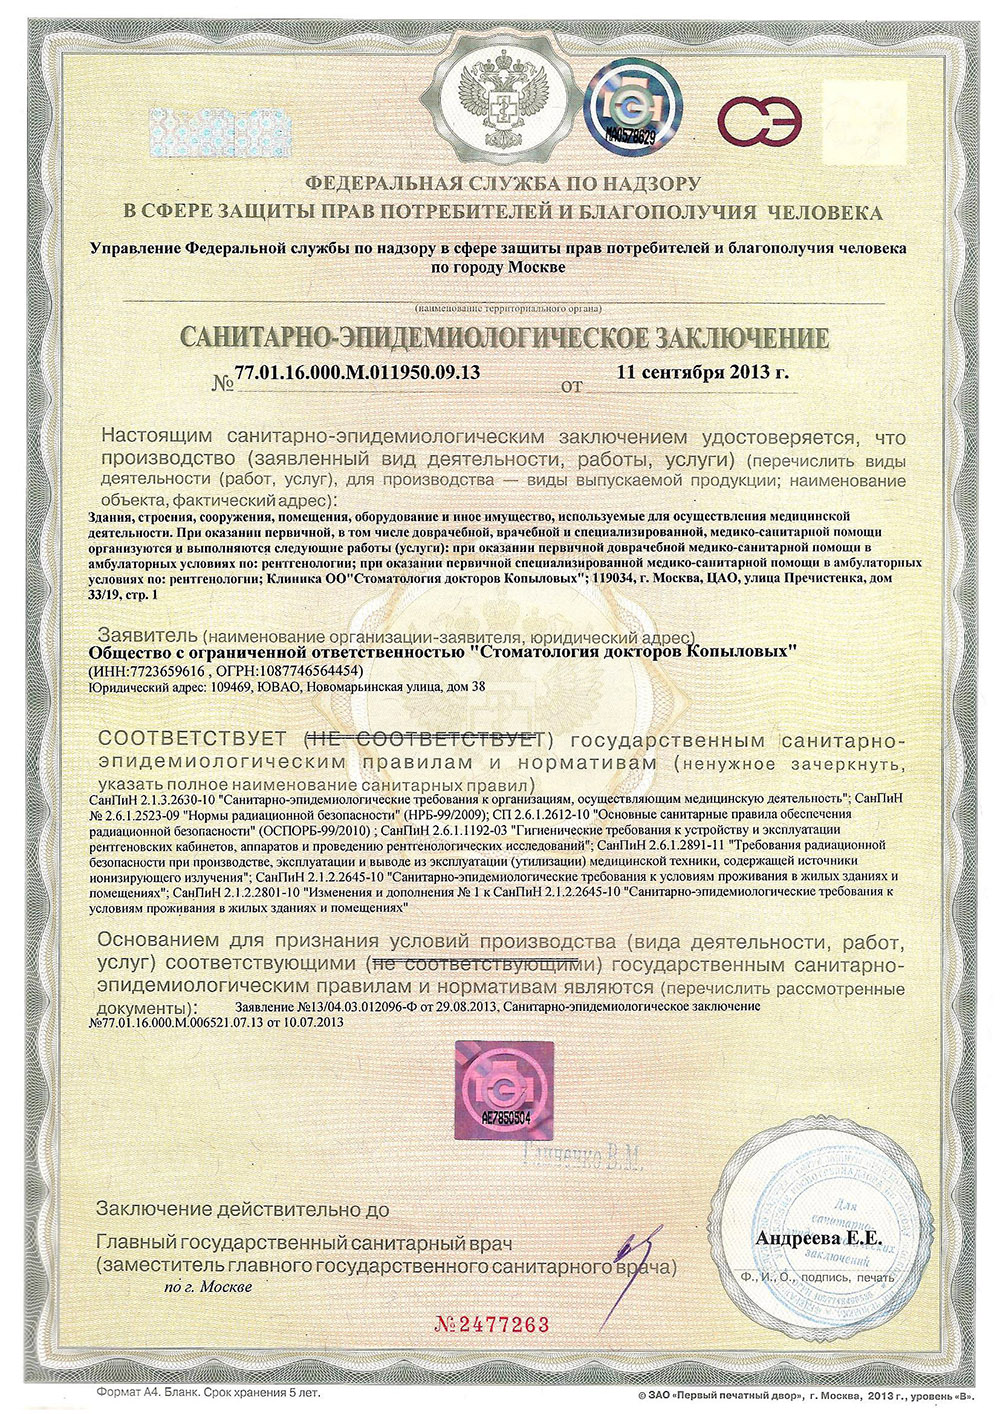 МА0578629
СЭ
ФЕДЕРАЛЬНАЯ СЛУЖБА ПО НАДЗОРУ
В СФЕРЕ ЗАЩИТЫ ПРАВ ПОТРЕБИТЕЛЕЙ И БЛАГОПОЛУЧИЯ ЧЕЛОВЕКА
Управление Федеральной службы по надзору в сфере защиты прав потребителей и благополучия человека
по городу Москве
(наименование территориального органа)
САНИТАРНО-ЭПИДЕМИОЛОГИЧЕСКОЕ ЗАКЛЮЧЕНИЕ
№ 77.01.16.000.М.011950.09.13 от 11 сентября 2013 г.
Настоящим санитарно-эпидемиологическим заключением удостоверяется, что
производство (заявленный вид деятельности, работы, услуги) (перечислить виды
деятельности (работ, услуг), для производства — виды выпускаемой продукции; наименование
объекта, фактический адрес):
Здания, строения, сооружения, помещения, оборудование и иное имущество, используемые для осуществления медицинской
деятельности. При оказании первичной, в том числе доврачебной, врачебной и специализированной, медико-санитарной помощи
организуются и выполняются следующие работы (услуги): при оказании первичной доврачебной медико-санитарной помощи в
амбулаторных условиях по: рентгенологии; при оказании первичной специализированной медико-санитарной помощи в амбулаторных
условиях по: рентгенологии; Клиника ОО"Стоматология докторов Копыловых"; 119034, г. Москва, ЦАО, улица Пречистенка, дом
33/19, стр. 1
Заявитель (наименование организации-заявителя, юридический адрес)
Общество с ограниченной ответственностью "Стоматология докторов Копыловых"
(ИНН:7723659616 , ОГРН:1087746564454)
Юридический адрес: 109469, ЮВАО, Новомарьинская улица, дом 38
СООТВЕТСТВУЕТ (НЕ СООТВЕТСТВУЕТ) государственным санитарно-
эпидемиологическим правилам и нормативам (ненужное зачеркнуть,
указать полное наименование санитарных правил)
СанПиН 2.1.3.2630-10 "Санитарно-эпидемиологические требования к организациям, осуществляющим медицинскую деятельность"; СанПиН
№ 2.6.1.2523-09 "Нормы радиационной безопасности" (НРБ-99/2009); СП 2.6.1.2612-10 "Основные санитарные правила обеспечения
радиационной безопасности" (ОСПОРБ-99/2010) ; СанПиН 2.6.1.1192-03 "Гигиенические требования к устройству и эксплуатации
рентгеновских кабинетов, аппаратов и проведению рентгенологических исследований"; СанПиН 2.6.1.2891-11 "Требования радиационной
безопасности при производстве, эксплуатации и выводе из эксплуатации (утилизации) медицинской техники, содержащей источники
ионизирующего излучения"; СанПиН 2.1.2.2645-10 "Санитарно-эпидемиологические требования к условиям проживания в жилых зданиях и
помещениях"; СанПиН 2.1.2.2801-10 "Изменения и дополнения № 1 к СанПиН 2.1.2.2645-10 "Санитарно-эпидемиологические требования к
условиям проживания в жилых зданиях и помещениях"
Основанием для признания условий производства (вида деятельности, работ,
услуг) соответствующими (не соответствующими) государственным санитарно-
эпидемиологическим правилам и нормативам являются (перечислить рассмотренные
документы): Заявление №13/04.03.012096-Ф от 29.08.2013, Санитарно-эпидемиологическое заключение
№77.01.16.000.М.006521.07.13 от 10.07.2013
АЕ7850504
Заключение действительно до
Главный государственный санитарный врач
(заместитель главного государственного санитарного врача)
по г. Москве
Для
санитарно-
заключений
Андреева Е.Е.
Ф., И., О., подпись, печать
№2477263
Формат А4. Бланк. Срок хранения 5 лет.
© ЗАО «Первый печатный двор», г. Москва, 2013 г., уровень «В».